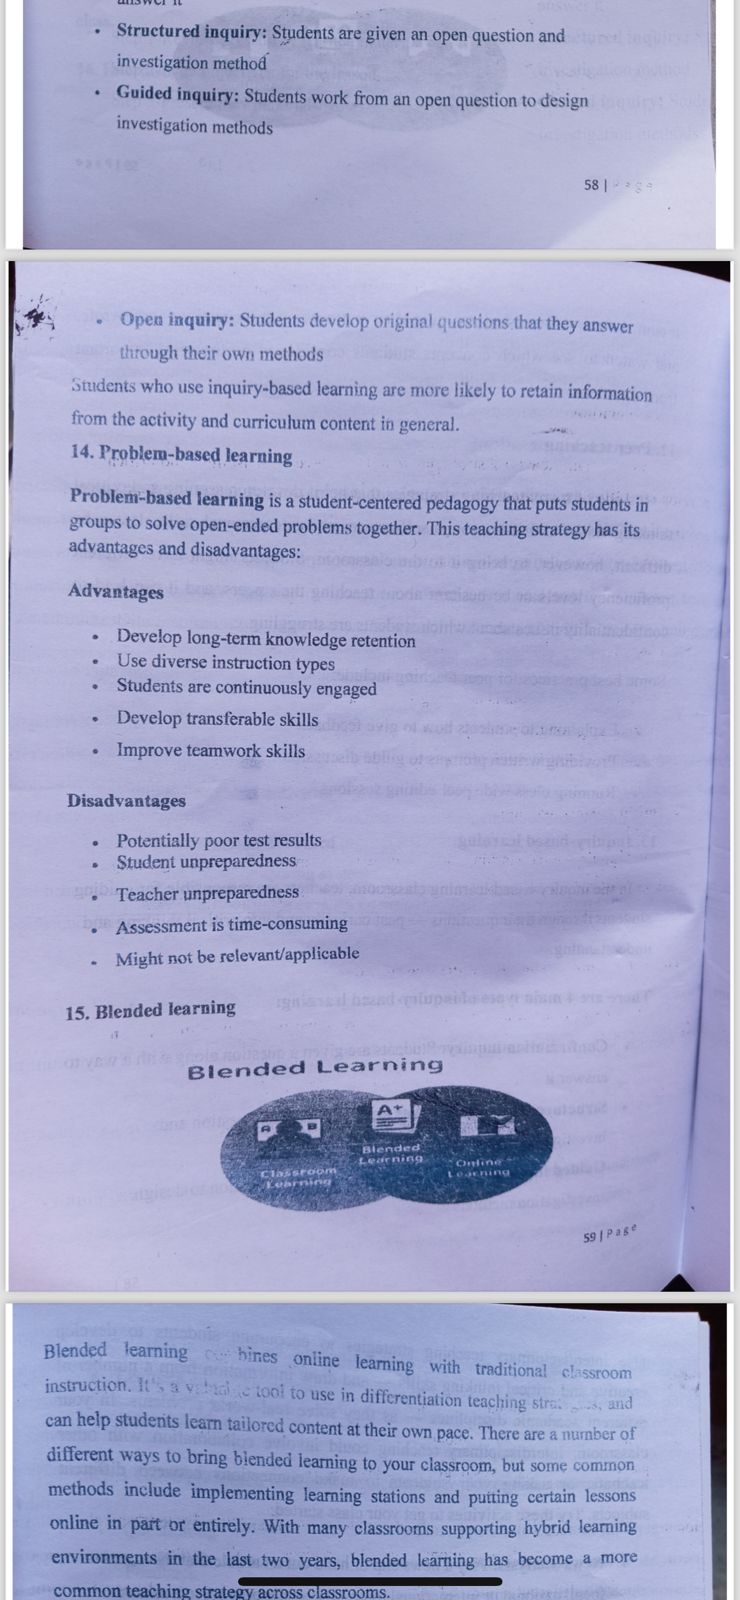 answer it
• Structured inquiry: Students are given an open question and
investigation method
• Guided inquiry: Students work from an open question to design
investigation methods
58 | Page
• Open inquiry: Students develop original questions that they answer
through their own methods
Students who use inquiry-based learning are more likely to retain information
from the activity and curriculum content in general.
14. Problem-based learning
Problem-based learning is a student-centered pedagogy that puts students in
groups to solve open-ended problems together. This teaching strategy has its
advantages and disadvantages:
Advantages
• Develop long-term knowledge retention
• Use diverse instruction types
• Students are continuously engaged
• Develop transferable skills
• Improve teamwork skills
Disadvantages
• Potentially poor test results
• Student unpreparedness
• Teacher unpreparedness
• Assessment is time-consuming
• Might not be relevant/applicable
15. Blended learning
Blended Learning
A B
A+
Classroom
Learning
Blended
Learning
Online
Learning
59 | Page
Blended learning online learning with traditional classroom
instruction. It's a tool to use in differentiation teaching and
can help students learn tailored content at their own pace. There are a number of
different ways to bring blended learning to your classroom, but some common
methods include implementing learning stations and putting certain lessons
online in part or entirely. With many classrooms supporting hybrid learning
environments in the last two years, blended learning has become a more
common teaching strategy across classrooms.